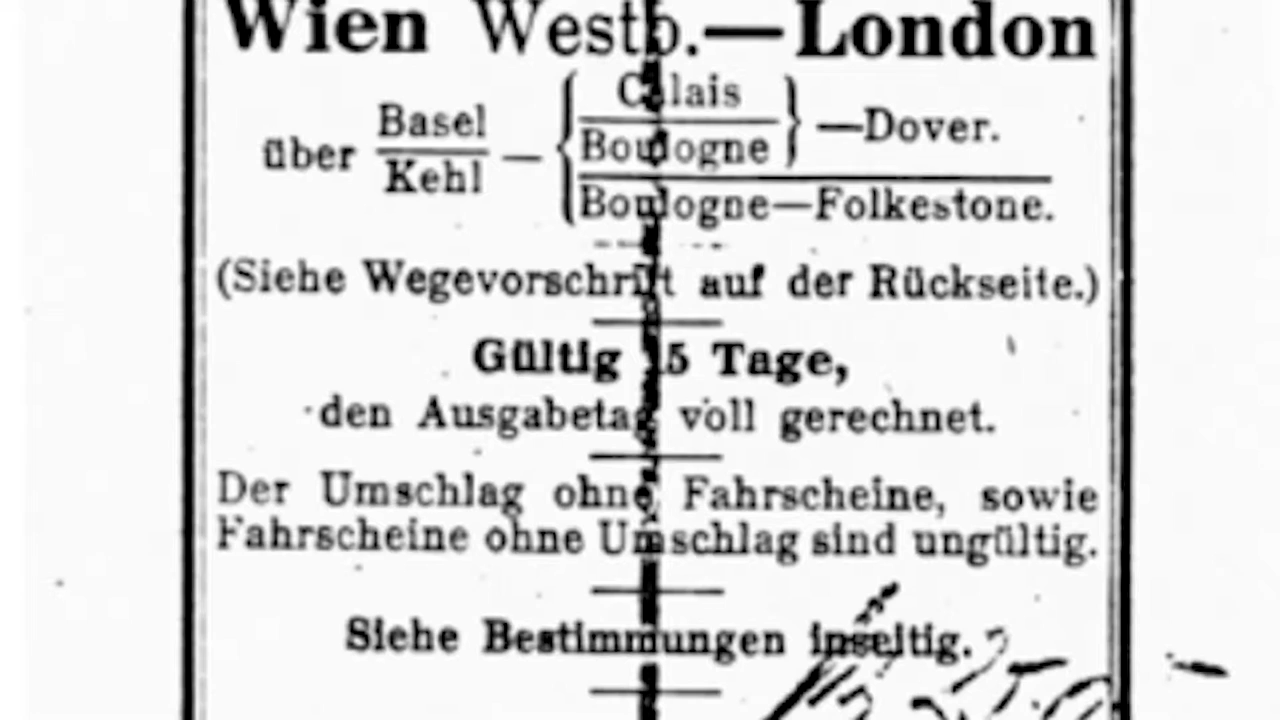 Wien Westb.—London
über Basel/Kehl — { Calais/Boulogne } —Dover.
Boulogne—Folkestone.
(Siehe Wegevorschrift auf der Rückseite.)
Gültig 15 Tage,
den Ausgabetag voll gerechnet.
Der Umschlag ohne Fahrscheine, sowie
Fahrscheine ohne Umschlag sind ungültig.
Siehe Bestimmungen inseitig.